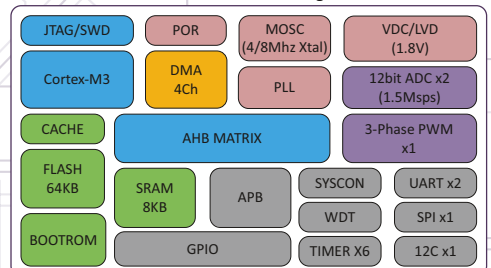 JTAG/SWD
POR
MOSC
(4/8Mhz Xtal)
VDC/LVD
(1.8V)
Cortex-M3
DMA
4Ch
PLL
12bit ADC x2
(1.5Msps)
CACHE
AHB MATRIX
3-Phase PWM
x1
FLASH
64KB
SRAM
8KB
APB
SYSCON
UART x2
WDT
SPI x1
BOOTROM
GPIO
TIMER X6
12C x1